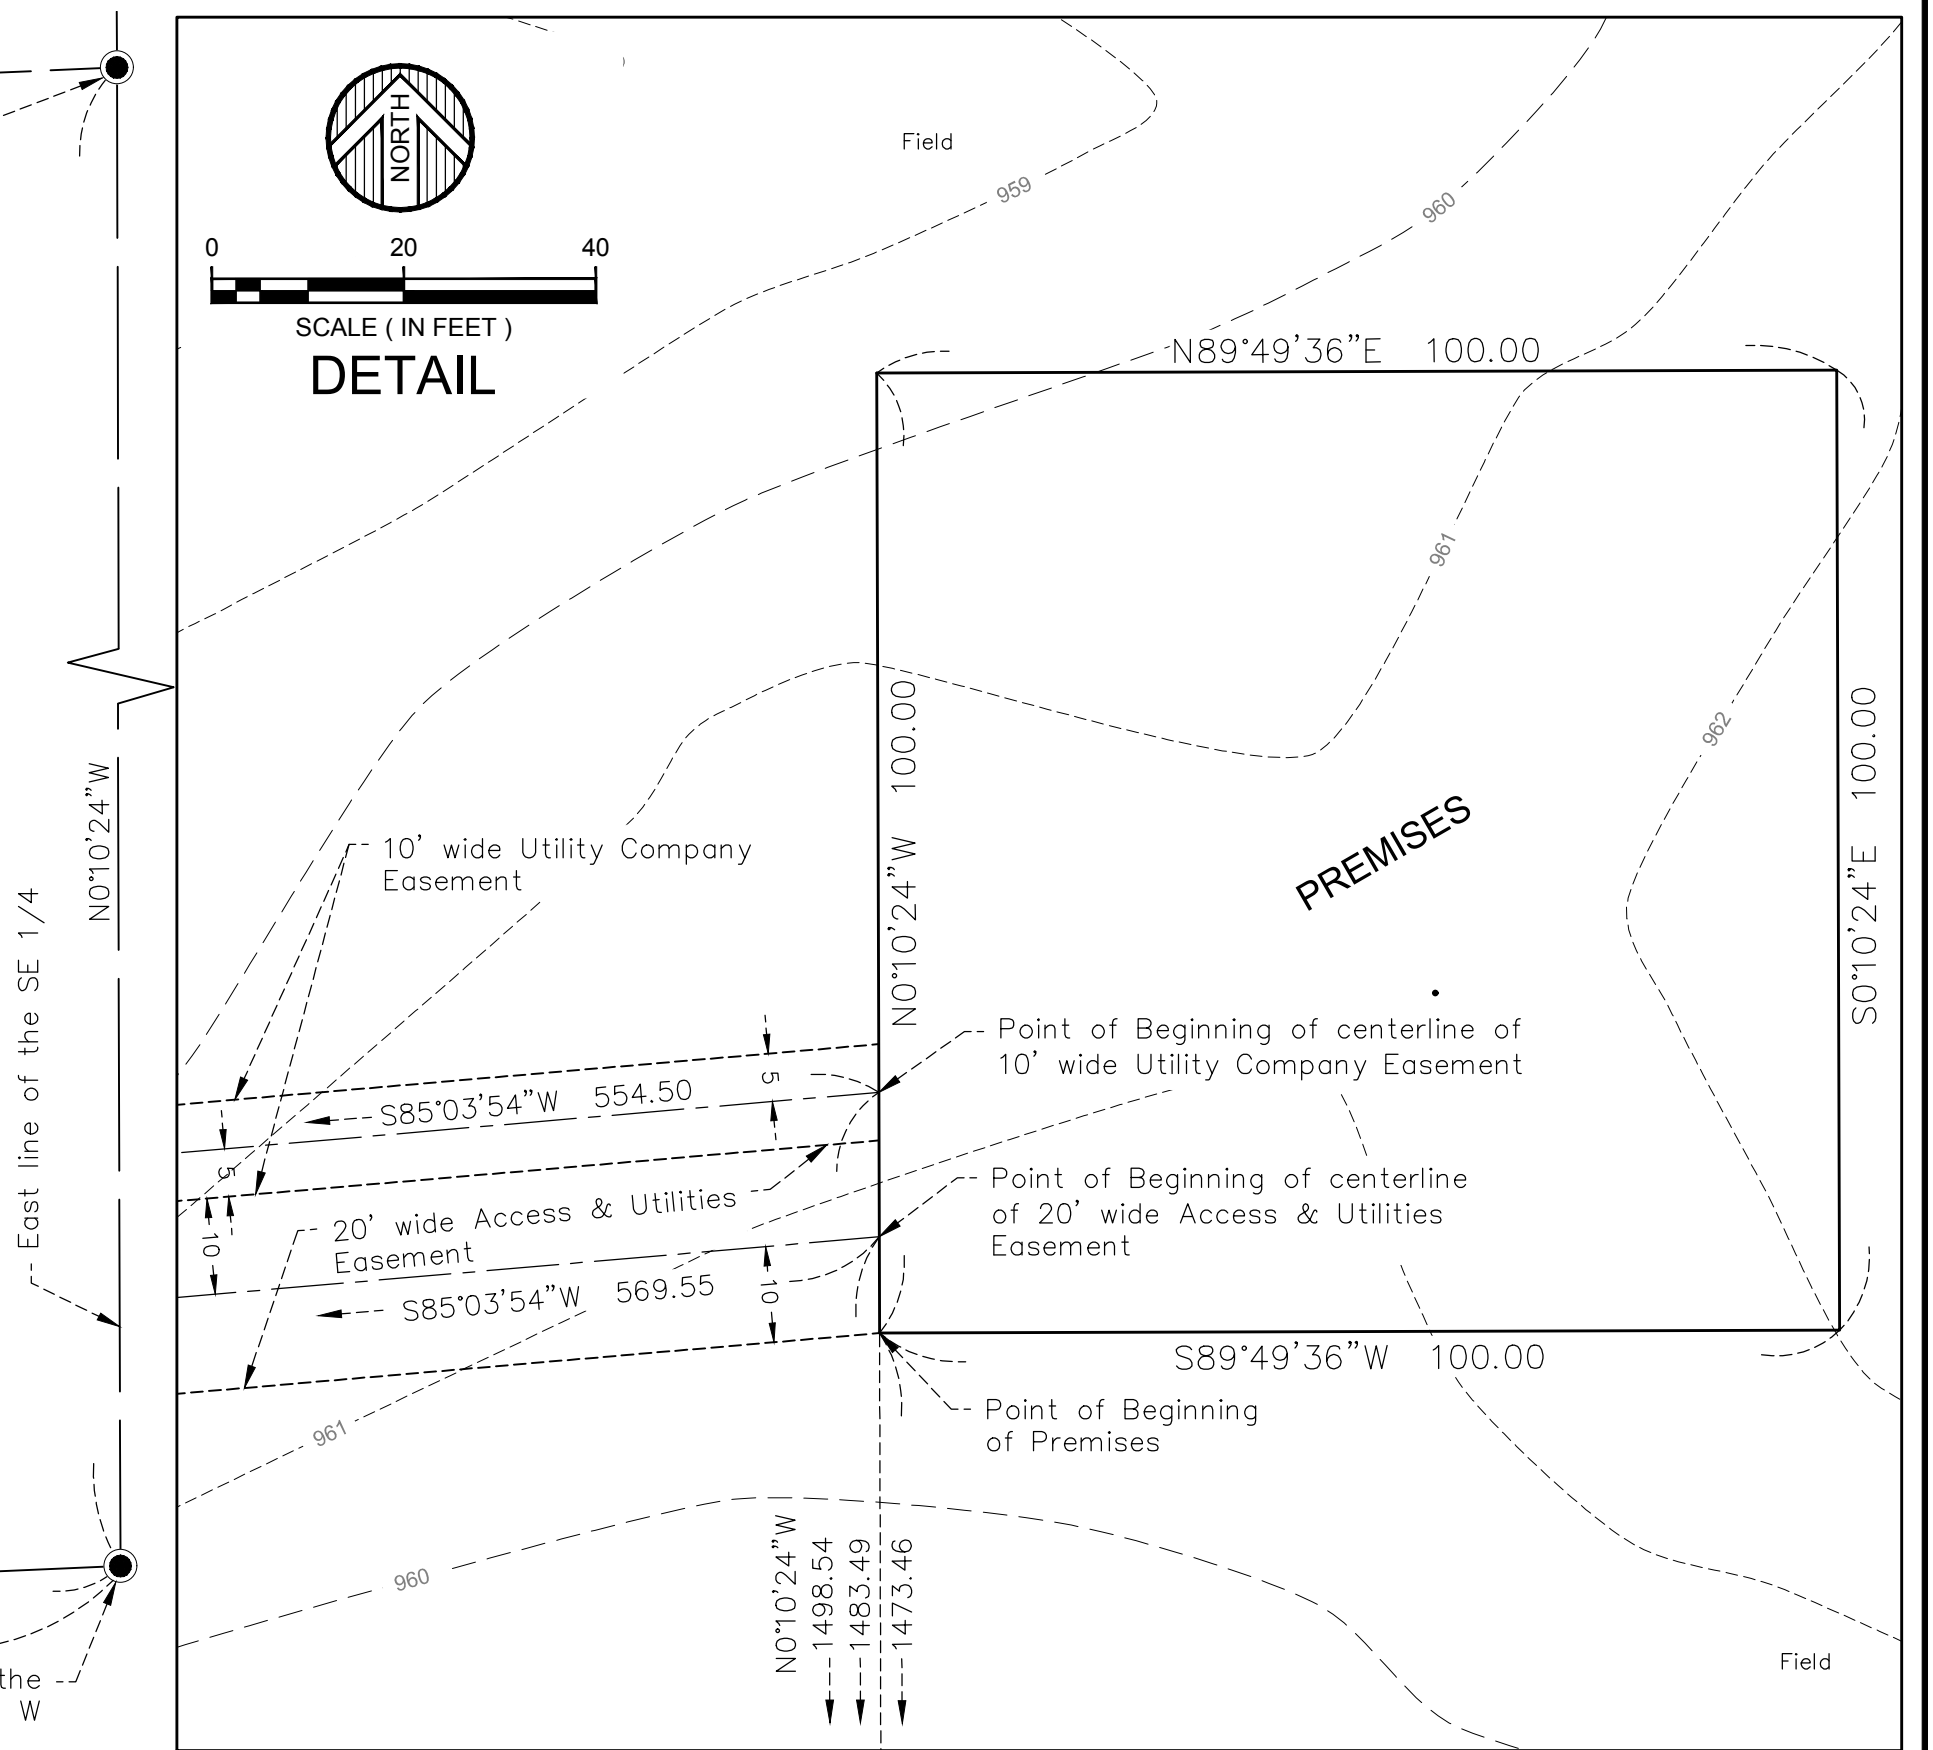 NORTH
0 20 40
SCALE ( IN FEET )
DETAIL
Field
959
960
N89°49'36"E 100.00
961
962
N0°10'24"W 100.00
S0°10'24"E 100.00
PREMISES
N0°10'24"W
East line of the SE 1/4
10' wide Utility Company
Easement
Point of Beginning of centerline of
10' wide Utility Company Easement
5
S85°03'54"W 554.50
5
10
20' wide Access & Utilities
Easement
Point of Beginning of centerline
of 20' wide Access & Utilities
Easement
S85°03'54"W 569.55
10
S89°49'36"W 100.00
Point of Beginning
of Premises
961
960
N0°10'24"W
1498.54
1483.49
1473.46
the
W
Field